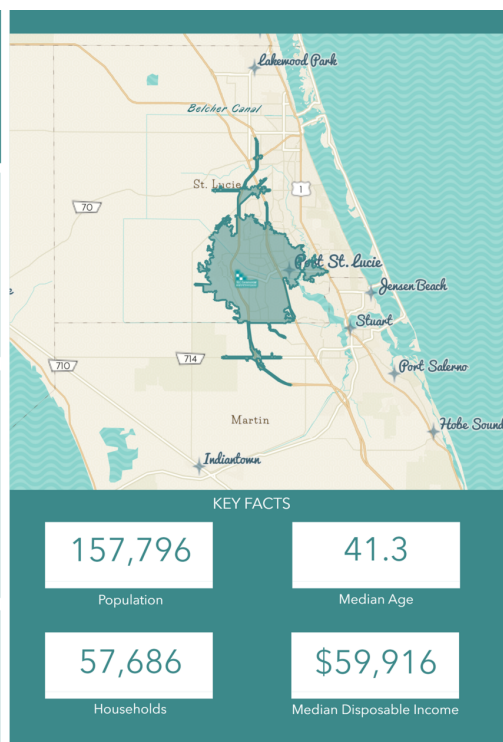 Lakewood Park
Belcher Canal
St. Lucie
1
70
Port St. Lucie
Jensen Beach
Stuart
714
710
Port Salerno
Martin
Hobe Sound
Indiantown
KEY FACTS
157,796
41.3
Population
Median Age
57,686
$59,916
Households
Median Disposable Income